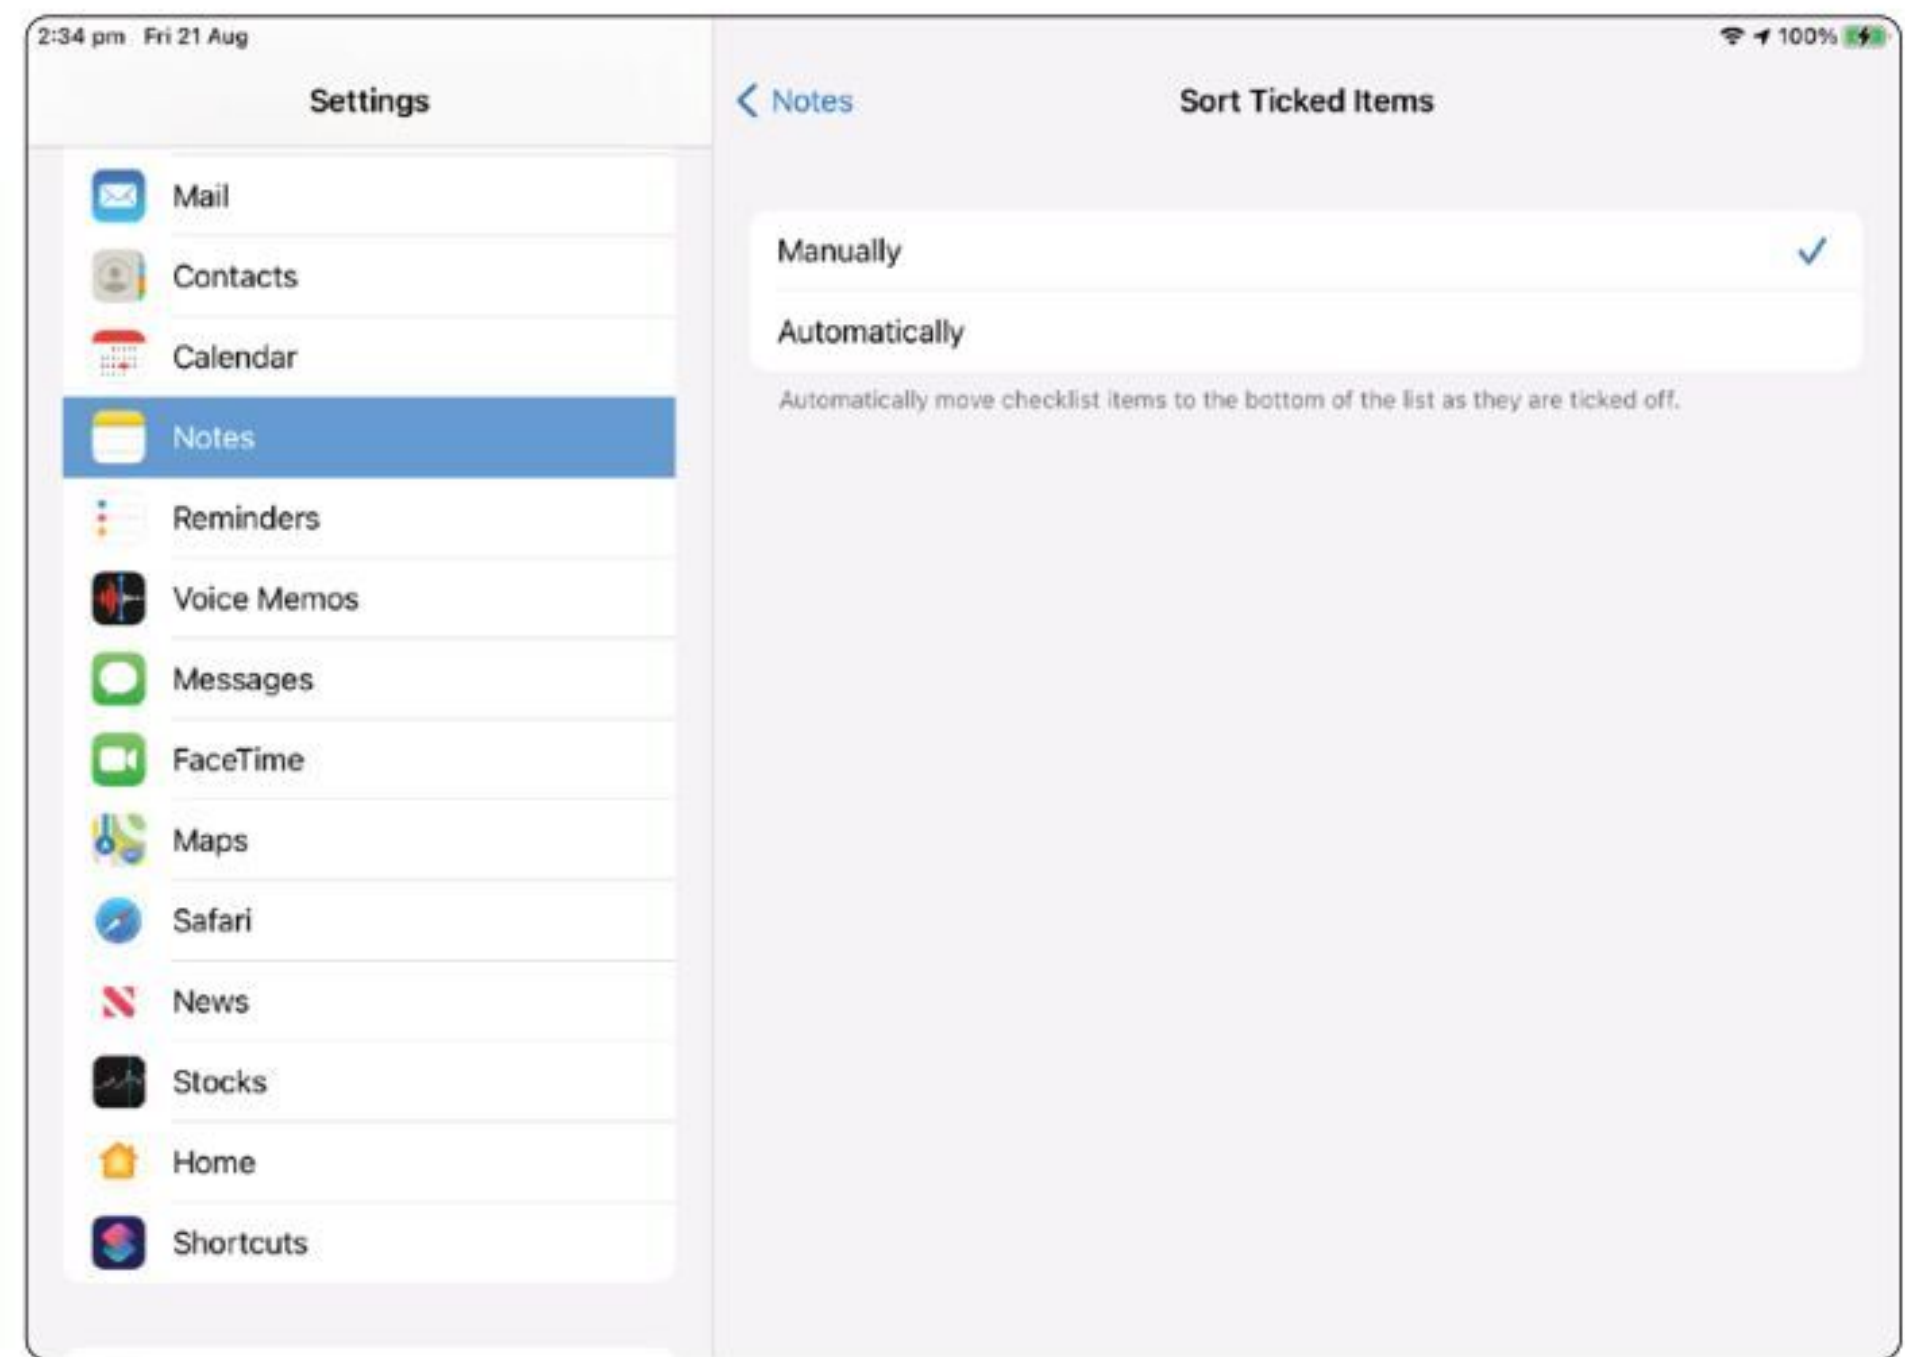 2:34 pm Fri 21 Aug
100%
Settings
Mail
Contacts
Calendar
Notes
Reminders
Voice Memos
Messages
FaceTime
Maps
Safari
News
Stocks
Home
Shortcuts
Notes
Sort Ticked Items
Manually
Automatically
Automatically move checklist items to the bottom of the list as they are ticked off.